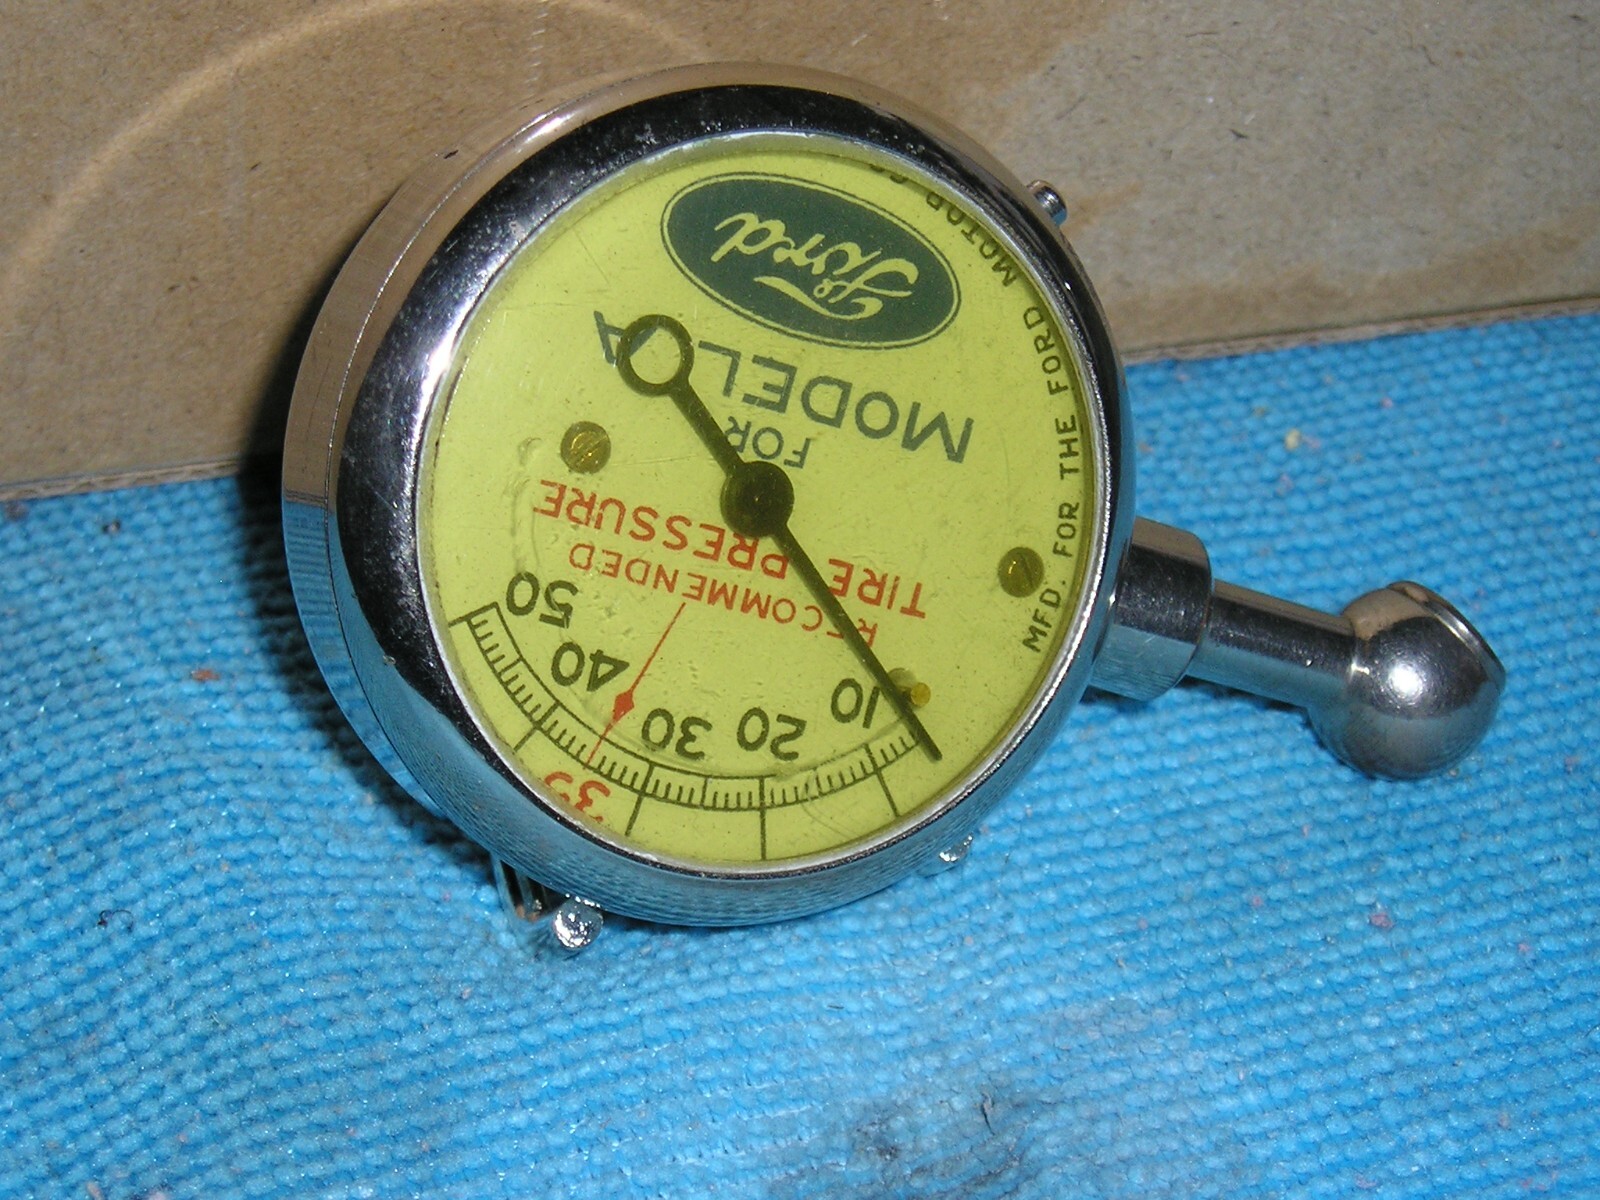 10 20 30 40 50
35
RECOMMENDED
TIRE PRESSURE
FOR
MODEL A
Ford
MFD. FOR THE FORD MOTOR CO